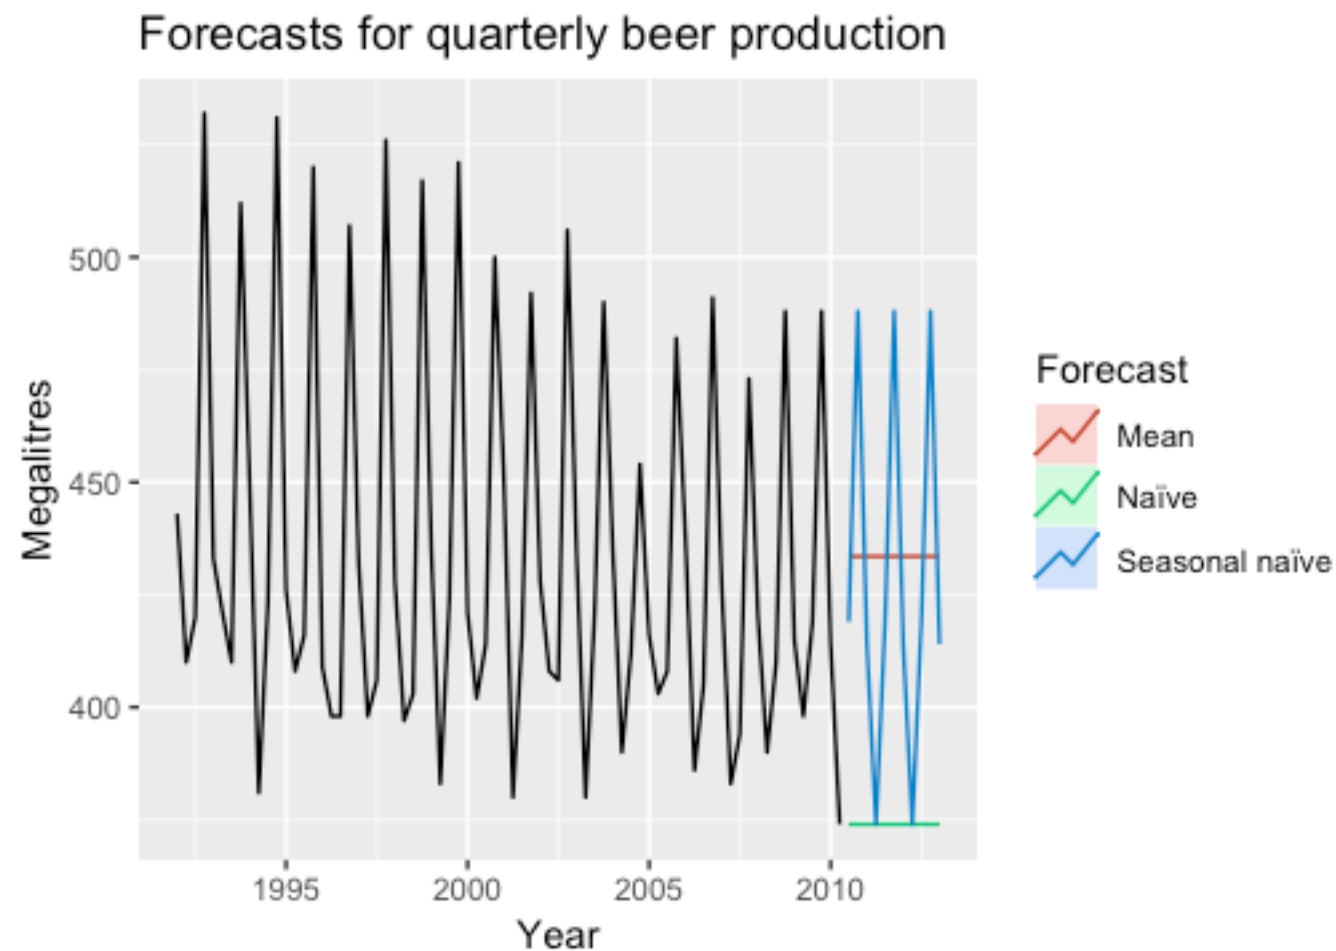 Forecasts for quarterly beer production
Megalitres
500
450
400
1995 2000 2005 2010
Year
Forecast
Mean
Naïve
Seasonal naïve